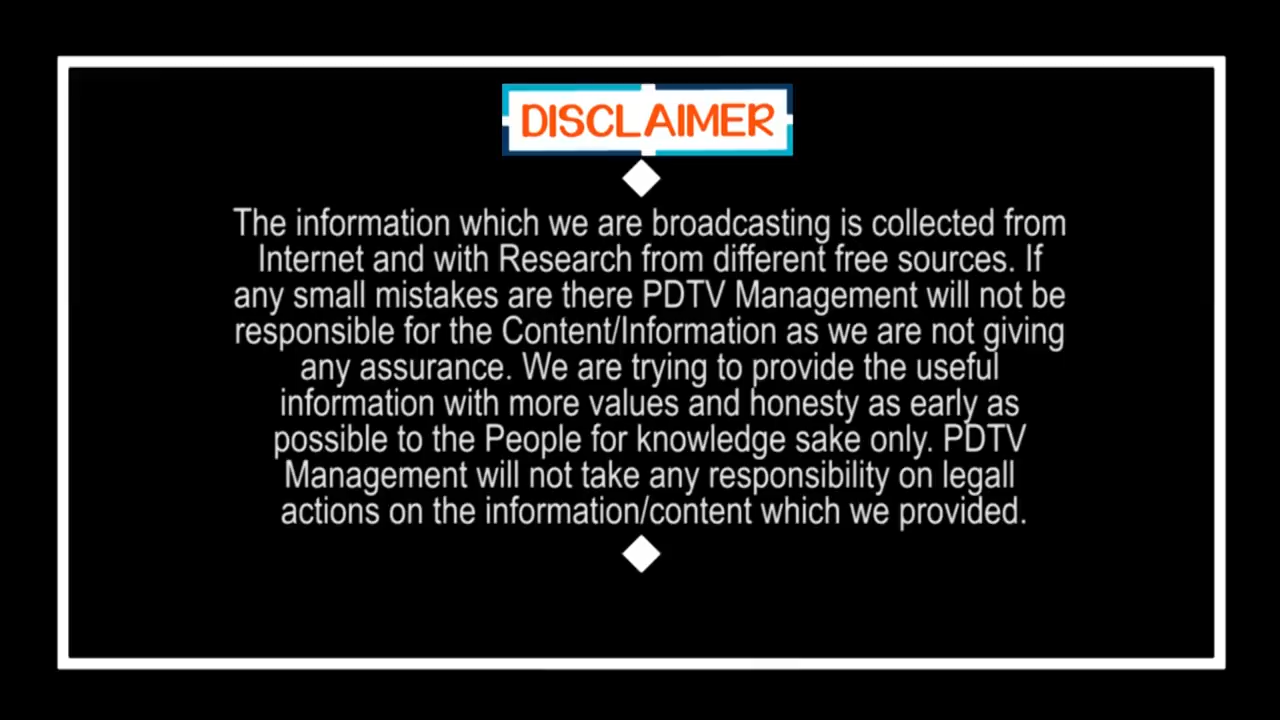 DISCLAIMER
The information which we are broadcasting is collected from
Internet and with Research from different free sources. If
any small mistakes are there PDTV Management will not be
responsible for the Content/Information as we are not giving
any assurance. We are trying to provide the useful
information with more values and honesty as early as
possible to the People for knowledge sake only. PDTV
Management will not take any responsibility on legall
actions on the information/content which we provided.